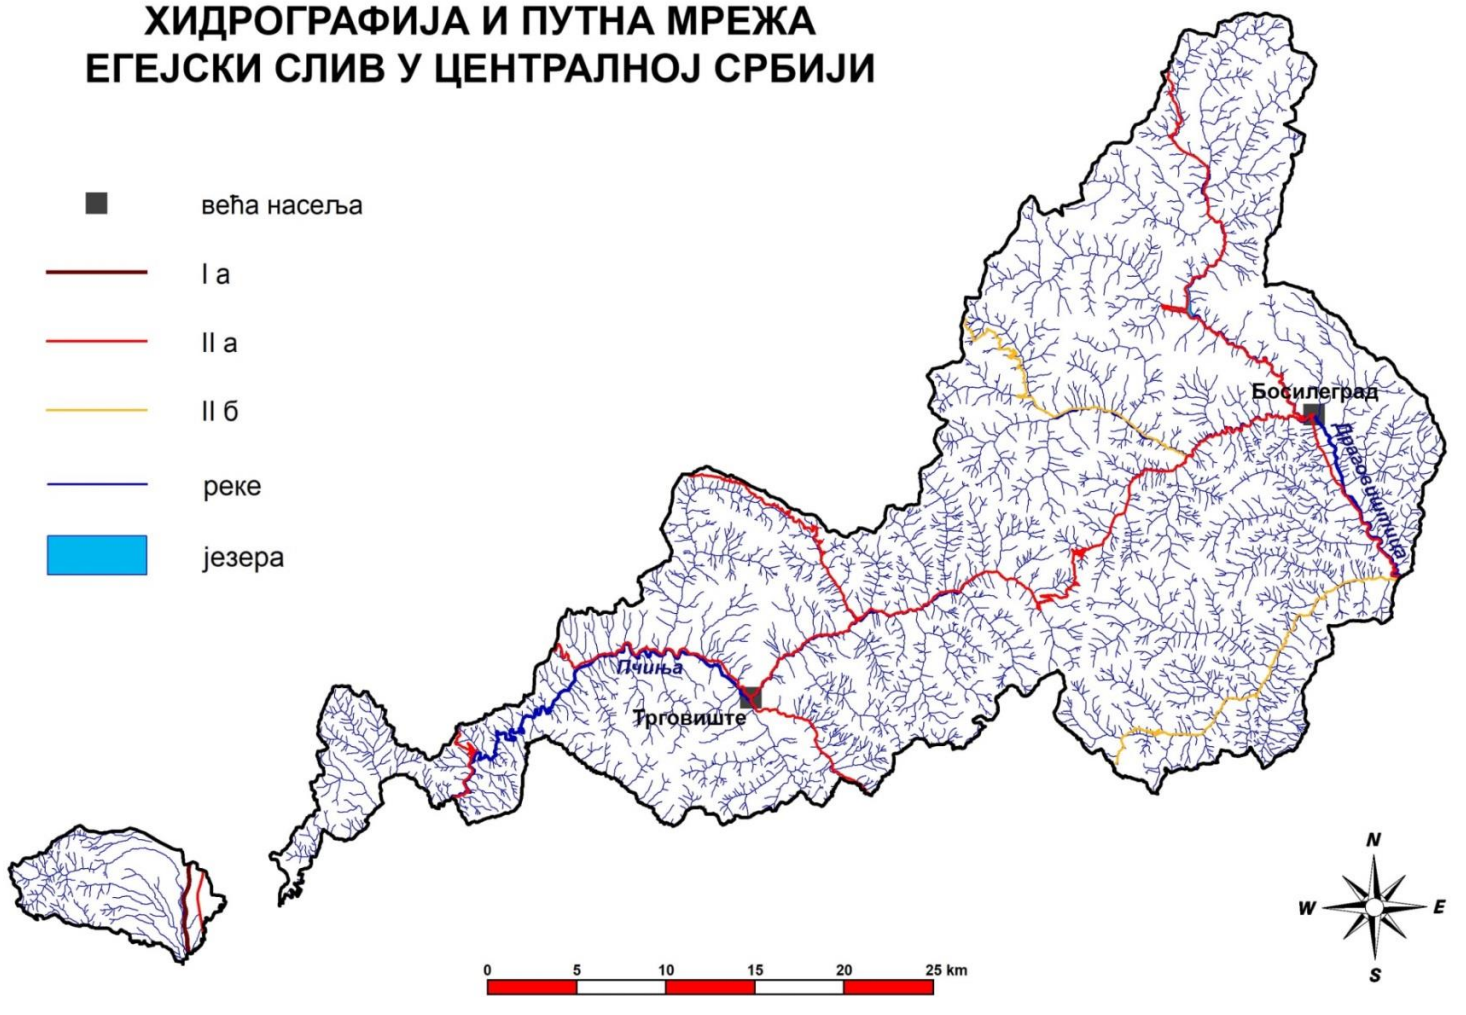 ХИДРОГРАФИЈА И ПУТНА МРЕЖА
ЕГЕЈСКИ СЛИВ У ЦЕНТРАЛНОЈ СРБИЈИ
већа насеља
I а
II а
II б
реке
језера
Босилеград
Драговиштица
Пчиња
Трговиште
N
W
E
S
0 5 10 15 20 25 km